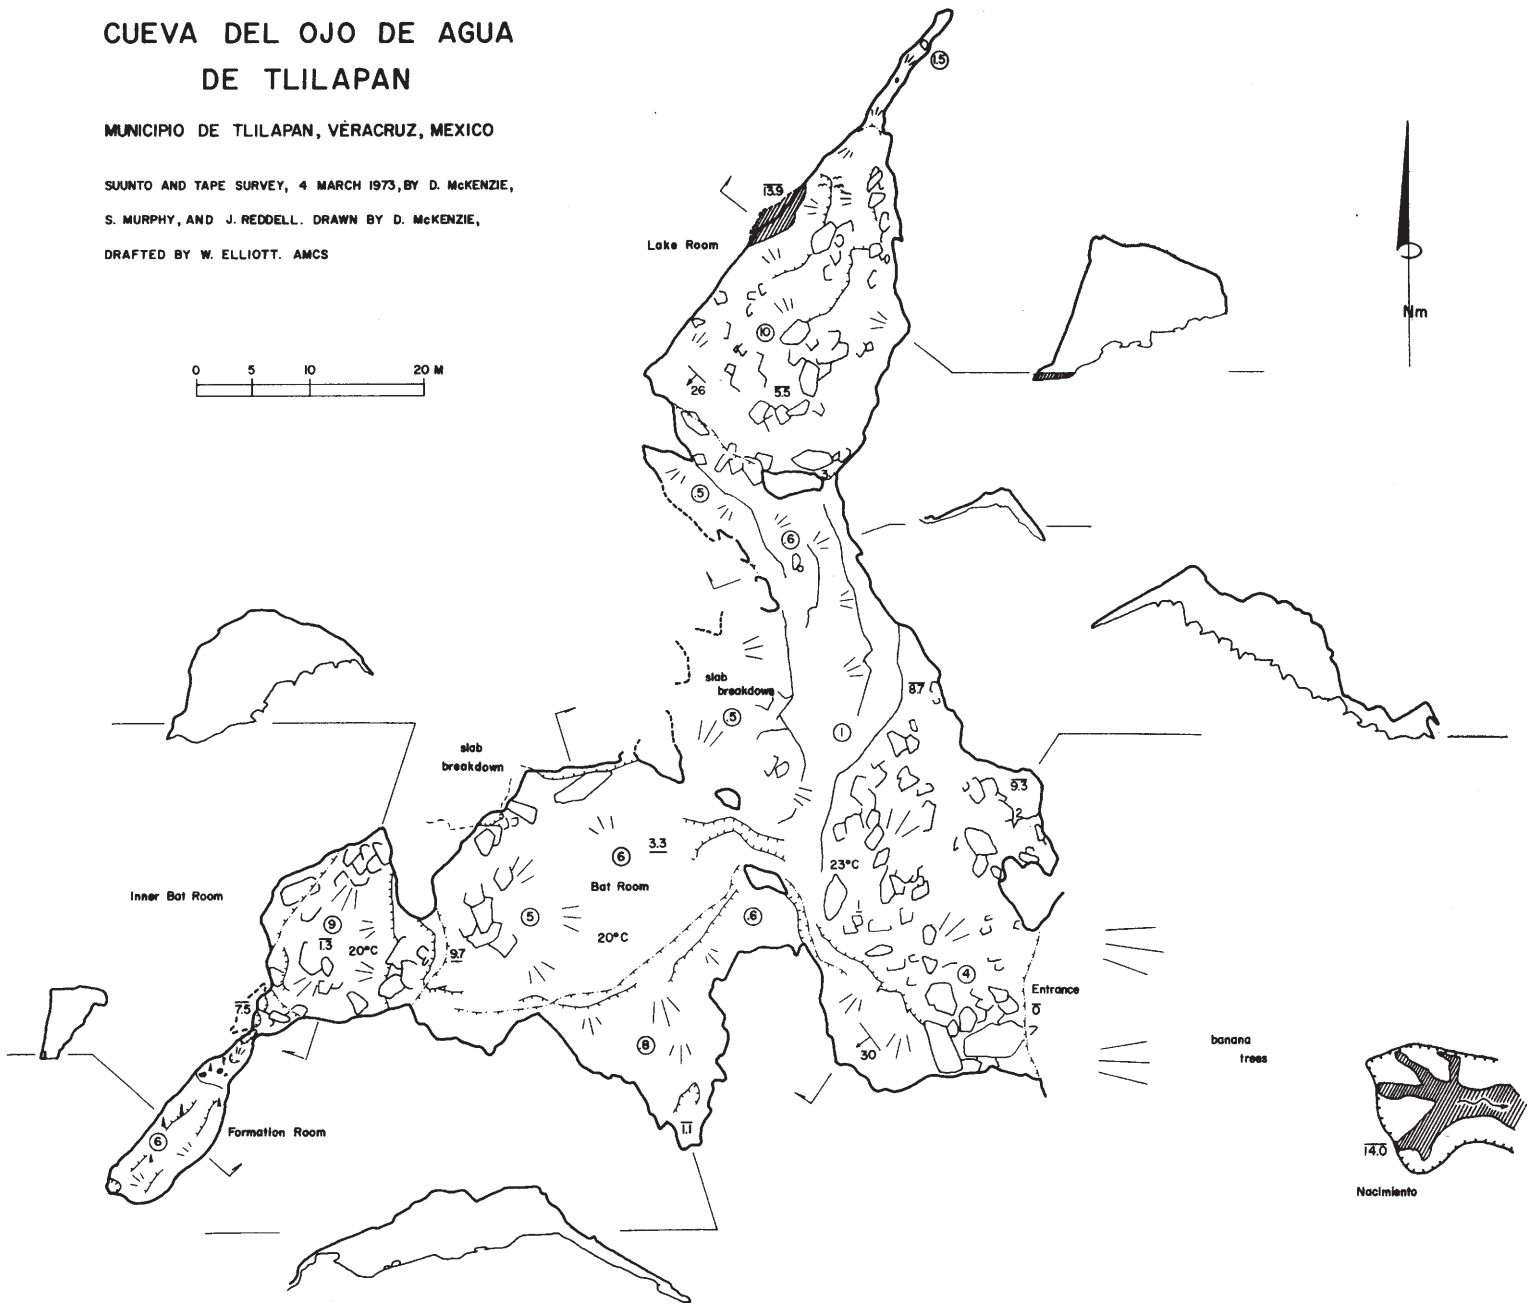 CUEVA DEL OJO DE AGUA
DE TLILAPAN
MUNICIPIO DE TLILAPAN, VERACRUZ, MEXICO
SUUNTO AND TAPE SURVEY, 4 MARCH 1973, BY D. McKENZIE,
S. MURPHY, AND J. REDDELL. DRAWN BY D. McKENZIE,
DRAFTED BY W. ELLIOTT. AMCS
0 5 10 20 M
1.5
13.9
Lake Room
Nm
10
26
5.5
3
.5
.6
slab
breakdown
8.7
.5
1
slab
breakdown
9.3
2
3.3
6
23°C
Bat Room
Inner Bat Room
9
5
.6
1.3
20°C
20°C
9.7
4
Entrance
0
7.5
banana
trees
.8
30
6
Formation Room
1.1
14.0
Nacimiento